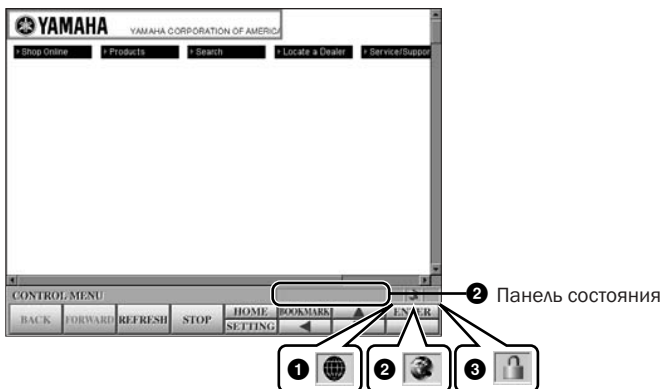 YAMAHA YAMAHA CORPORATION OF AMERICA
Shop Online Products Search Locate a Dealer Service/Suppor
CONTROL MENU
❷ Панель состояния
BACK FORWARD REFRESH STOP HOME BOOKMARK ▲ ENTER
SETTING ◀
❶ ❷ ❸